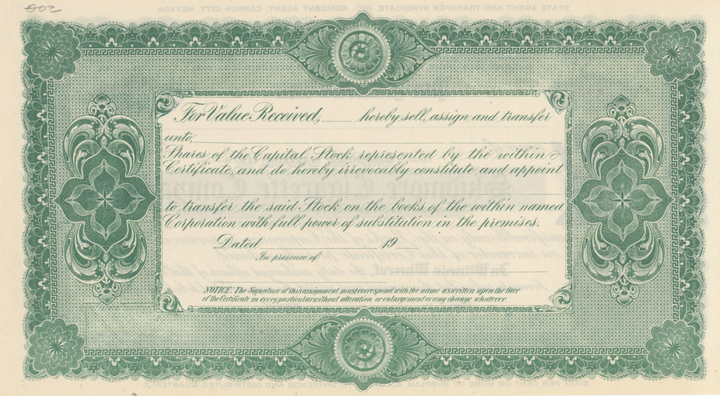 For Value Received, hereby sell, assign and transfer
unto
Shares of the Capital Stock represented by the within
Certificate, and do hereby irrevocably constitute and appoint
to transfer the said Stock on the books of the within named
Corporation with full power of substitution in the premises.
Dated 19
In presence of
NOTICE. The Signature of this assignment must correspond with the name as written upon the face
of the Certificate in every particular without alteration or enlargement or any change whatever.